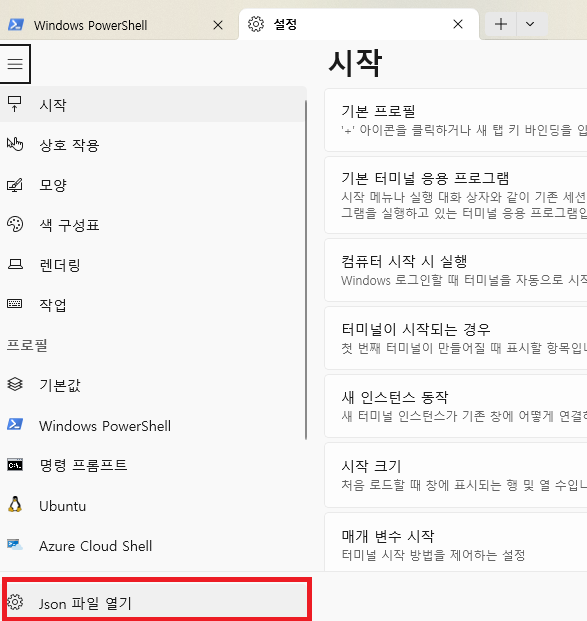 Windows PowerShell
설정
시작
상호 작용
모양
색 구성표
렌더링
작업
프로필
기본값
Windows PowerShell
명령 프롬프트
Ubuntu
Azure Cloud Shell
Json 파일 열기
시작
기본 프로필
'+' 아이콘을 클릭하거나 새 탭 키 바인딩을 입
기본 터미널 응용 프로그램
시작 메뉴나 실행 대화 상자와 같이 기존 세션
그램을 실행하고 있는 터미널 응용 프로그램입
컴퓨터 시작 시 실행
Windows 로그인할 때 터미널을 자동으로 시작
터미널이 시작되는 경우
첫 번째 터미널이 만들어질 때 표시할 항목입니
새 인스턴스 동작
새 터미널 인스턴스가 기존 창에 어떻게 연결하
시작 크기
처음 로드할 때 창에 표시되는 행 및 열 수입니
매개 변수 시작
터미널 시작 방법을 제어하는 설정